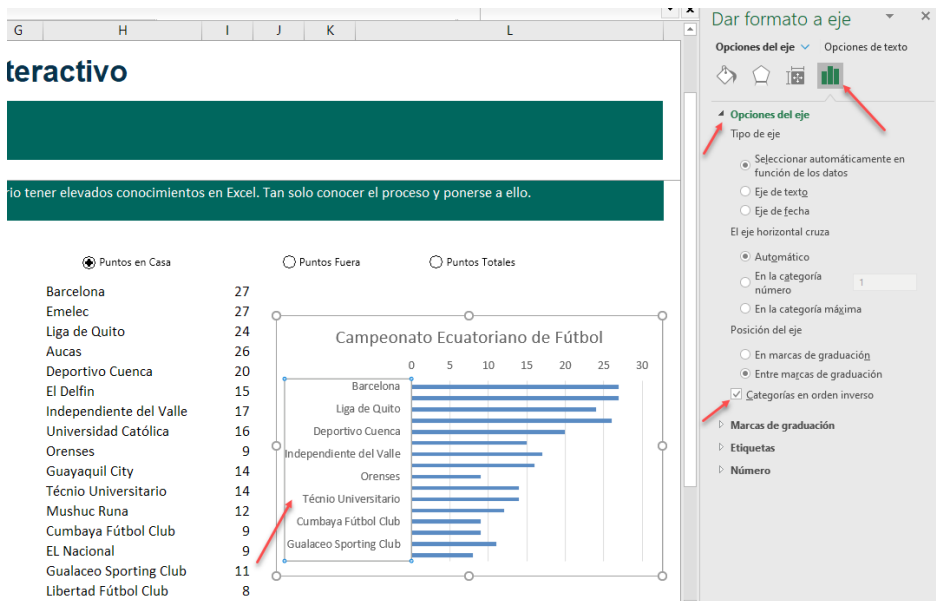 G H I J K L
teractivo
rio tener elevados conocimientos en Excel. Tan solo conocer el proceso y ponerse a ello.
Puntos en Casa Puntos Fuera Puntos Totales
Barcelona 27
Emelec 27
Liga de Quito 24
Aucas 26
Deportivo Cuenca 20
El Delfin 15
Independiente del Valle 17
Universidad Católica 16
Orenses 9
Guayaquil City 14
Técnio Universitario 14
Mushuc Runa 12
Cumbaya Fútbol Club 9
EL Nacional 9
Gualaceo Sporting Club 11
Libertad Fútbol Club 8
Campeonato Ecuatoriano de Fútbol
0 5 10 15 20 25 30
Barcelona
Liga de Quito
Deportivo Cuenca
Independiente del Valle
Orenses
Técnio Universitario
Cumbaya Fútbol Club
Gualaceo Sporting Club
Dar formato a eje
Opciones del eje Opciones de texto
Opciones del eje
Tipo de eje
Seleccionar automáticamente en
función de los datos
Eje de texto
Eje de fecha
El eje horizontal cruza
Automático
En la categoría
número 1
En la categoría máxima
Posición del eje
En marcas de graduación
Entre marcas de graduación
Categorías en orden inverso
Marcas de graduación
Etiquetas
Número